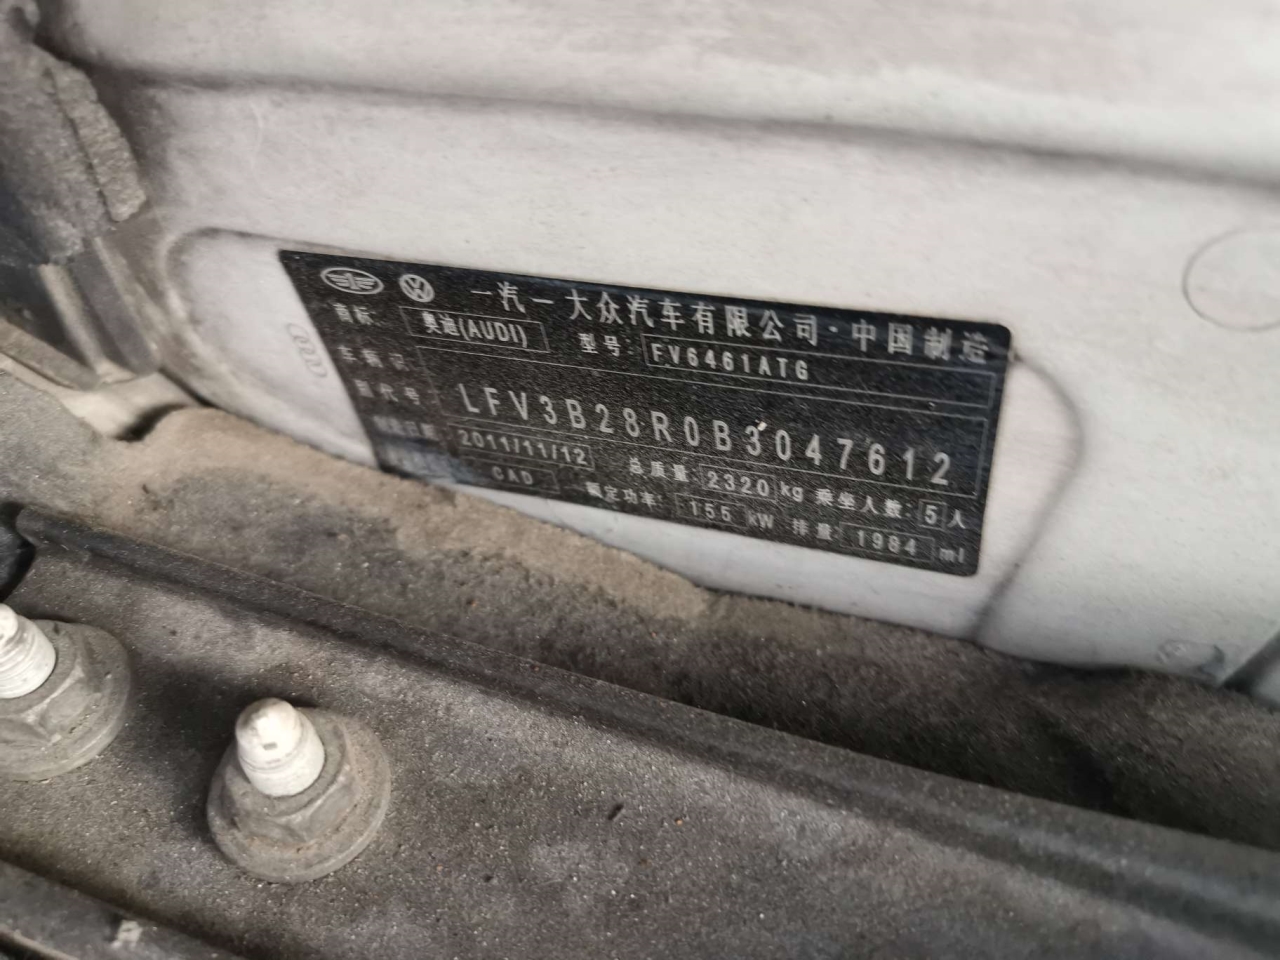 一汽一大众汽车有限公司·中国制造
商标: 奥迪(AUDI) 型号: FV6461ATG
车辆识
别代号: LFV3B28R0B3047612
制造日期: 2011/11/12 总质量: 2320 kg 乘坐人数: 5 人
CAD 额定功率: 155 kW 排量: 1984 ml